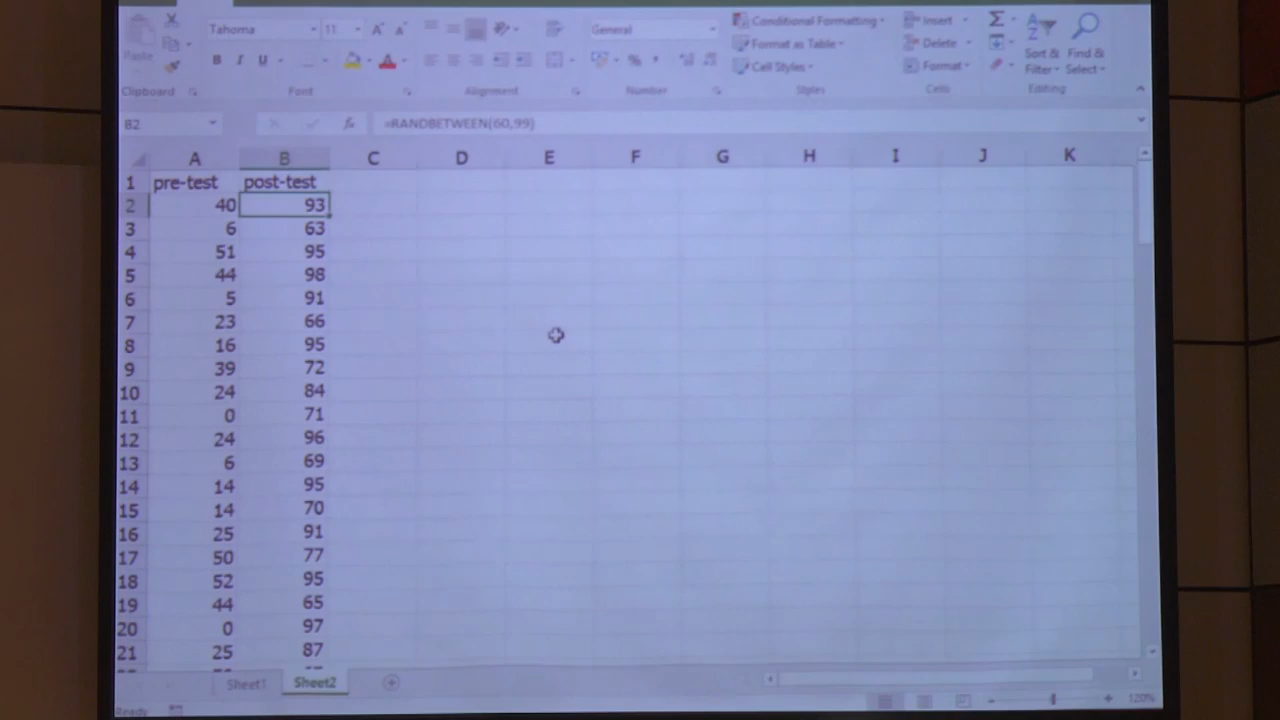 Tahoma 11 General Conditional Formatting Insert
Paste Format as Table Delete Sort & Find &
B I U A % Cell Styles Format Filter Select
Clipboard Font Alignment Number Styles Cells Editing
B2 fx =RANDBETWEEN(60,99)
A B C D E F G H I J K
1 pre-test post-test
2 40 93
3 6 63
4 51 95
5 44 98
6 5 91
7 23 66
8 16 95
9 39 72
10 24 84
11 0 71
12 24 96
13 6 69
14 14 95
15 14 70
16 25 91
17 50 77
18 52 95
19 44 65
20 0 97
21 25 87
Sheet1 Sheet2
Ready 120%